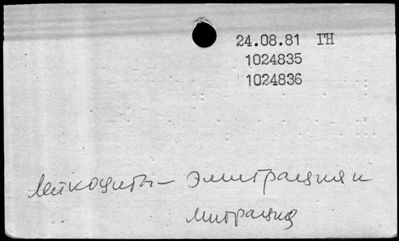 24.08.81 ГН
1024835
1024836
Лейкоциты - эмиграция и
миграция